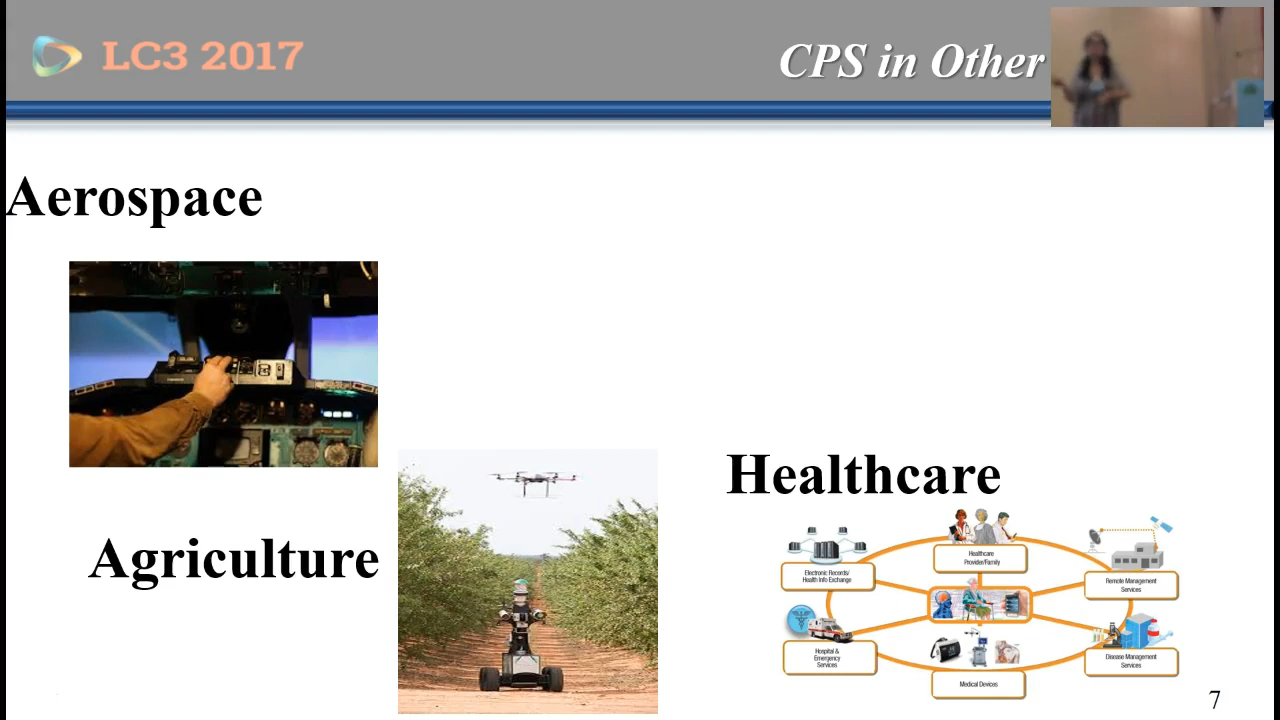 LC3 2017
CPS in Other
Aerospace
Healthcare
Agriculture
Healthcare
Provider/Family
Electronic Records/
Health Info Exchange
Remote Management
Services
Hospital &
Emergency
Services
Disease Management
Services
Medical Devices
7